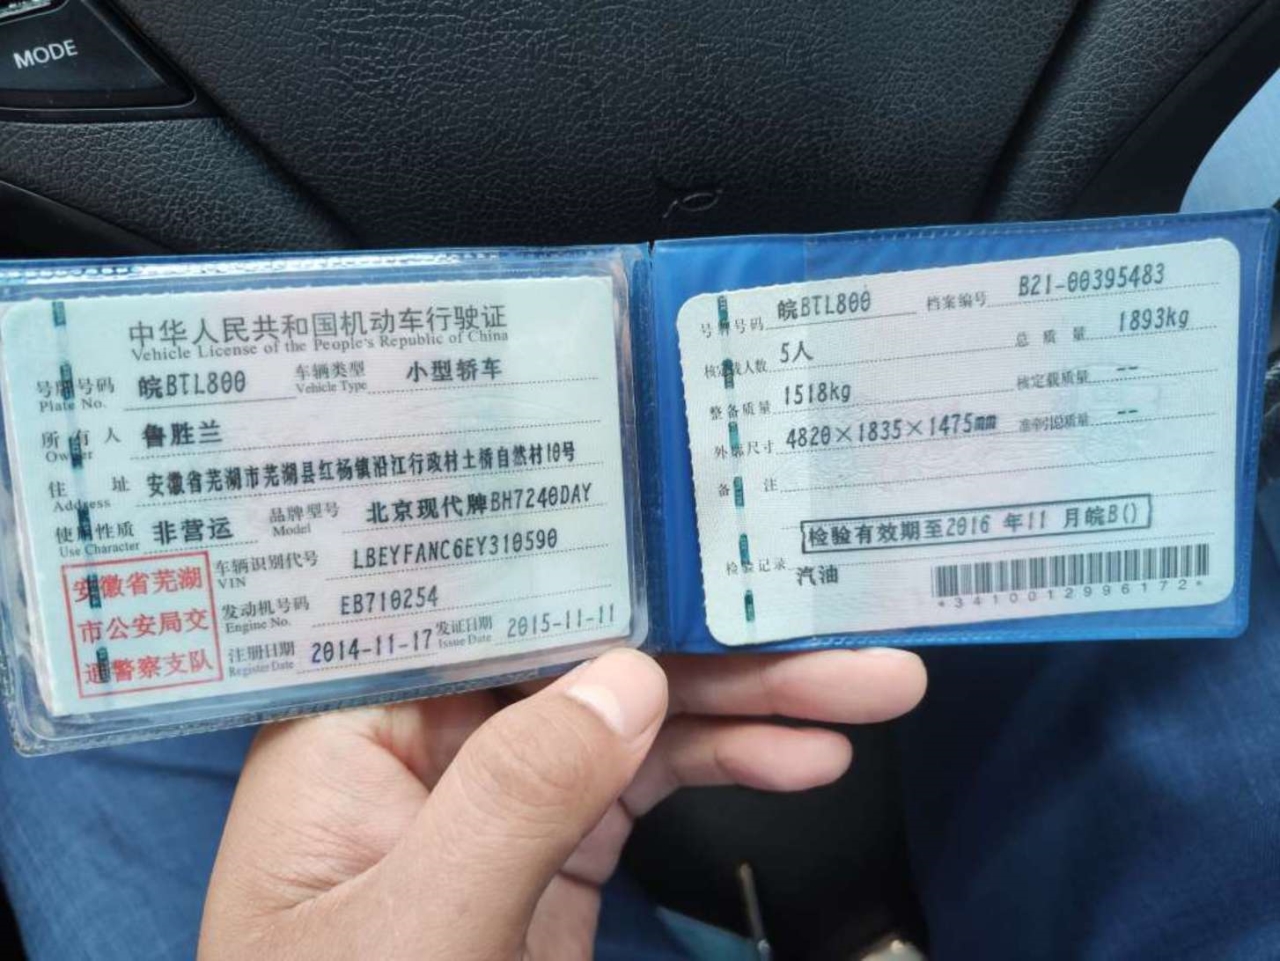 MODE
中华人民共和国机动车行驶证
Vehicle License of the People's Republic of China
号牌号码 皖BTL800 车辆类型 小型轿车
Plate No. Vehicle Type
所有人 鲁胜兰
Owner
住址 安徽省芜湖市芜湖县红杨镇沿江行政村土桥自然村10号
Address
使用性质 非营运 品牌型号 北京现代牌BH7240DAY
Use Character Model
车辆识别代号 LBEYFANC6EY310590
VIN
发动机号码 EB710254
Engine No.
注册日期 2014-11-17 发证日期 2015-11-11
Register Date Issue Date
安徽省芜湖
市公安局交
通警察支队
号牌号码 皖BTL800 档案编号 B21-00395483
核定载人数 5人 总质量 1893kg
整备质量 1518kg 核定载质量 --
外廓尺寸 4820×1835×1475mm 准牵引总质量 --
备注
检验有效期至2016 年11 月皖B()
检验记录 汽油
*3410012996172*